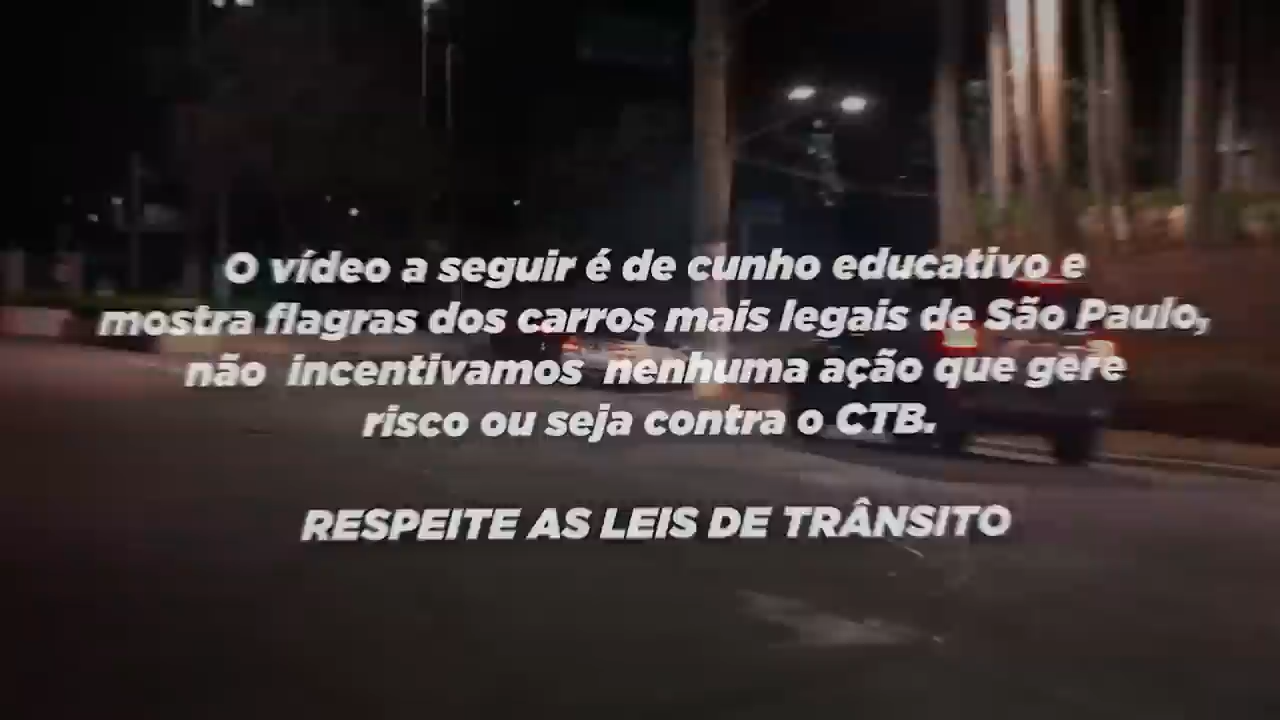 O vídeo a seguir é de cunho educativo e
mostra flagras dos carros mais legais de São Paulo,
não incentivamos nenhuma ação que gere
risco ou seja contra o CTB.
RESPEITE AS LEIS DE TRÂNSITO